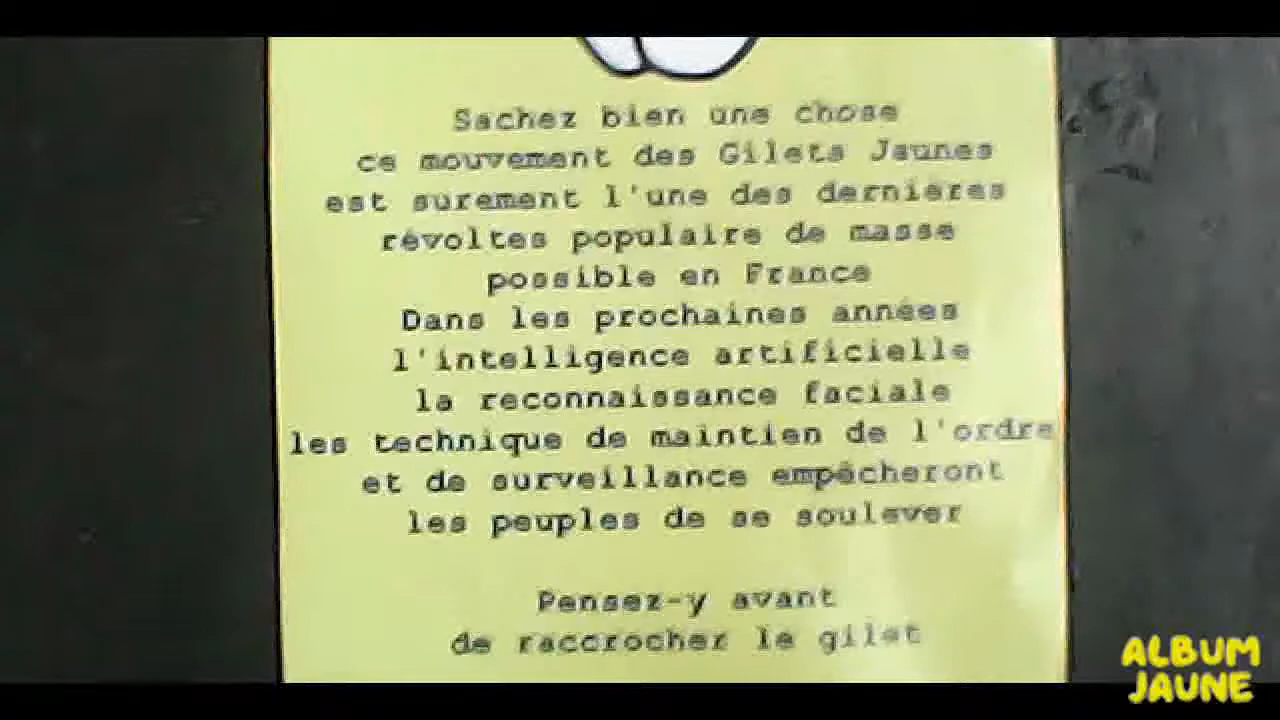 Sachez bien une chose
ce mouvement des Gilets Jaunes
est surement l'une des dernières
révoltes populaire de masse
possible en France
Dans les prochaines années
l'intelligence artificielle
la reconnaissance faciale
les technique de maintien de l'ordre
et de surveillance empêcheront
les peuples de se soulever
Pensez-y avant
de raccrocher le gilet
ALBUM
JAUNE